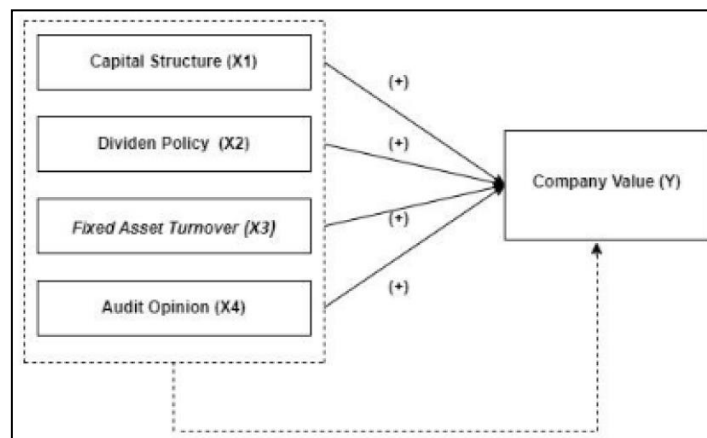 Capital Structure (X1)
(+)
Dividen Policy (X2)
(+)
Company Value (Y)
Fixed Asset Turnover (X3)
(+)
Audit Opinion (X4)
(+)